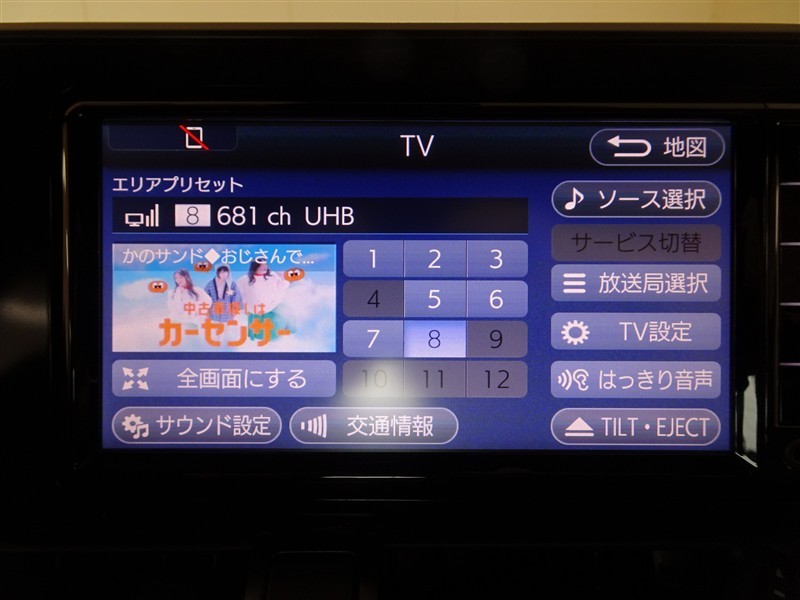 TV
地図
エリアプリセット
8 681 ch UHB
ソース選択
サービス切替
かのサンド◆おじさんで...
中古車探しは
カーセンサー
1 2 3
4 5 6
7 8 9
10 11 12
放送局選択
TV設定
全画面にする
はっきり音声
サウンド設定
交通情報
TILT・EJECT